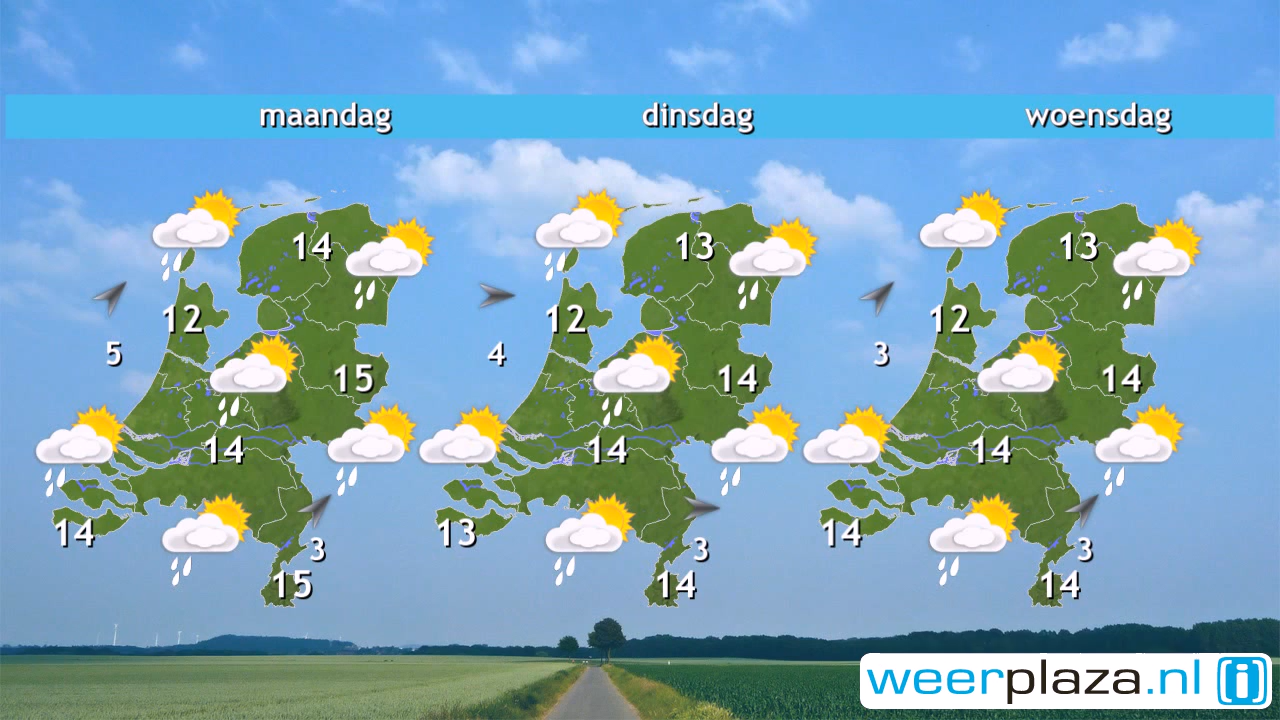 maandag dinsdag woensdag
14 13 13
12 12 12
5 4 3
15 14 14
14 14 14
14 13 14
3 3 3
15 14 14
weerplaza.nl i